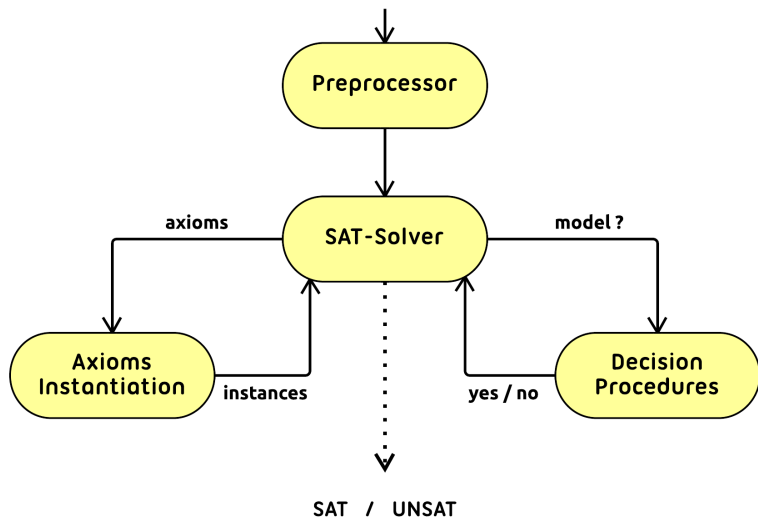 Preprocessor
axioms
SAT-Solver
model ?
Axioms
Instantiation
instances
Decision
Procedures
yes / no
SAT / UNSAT